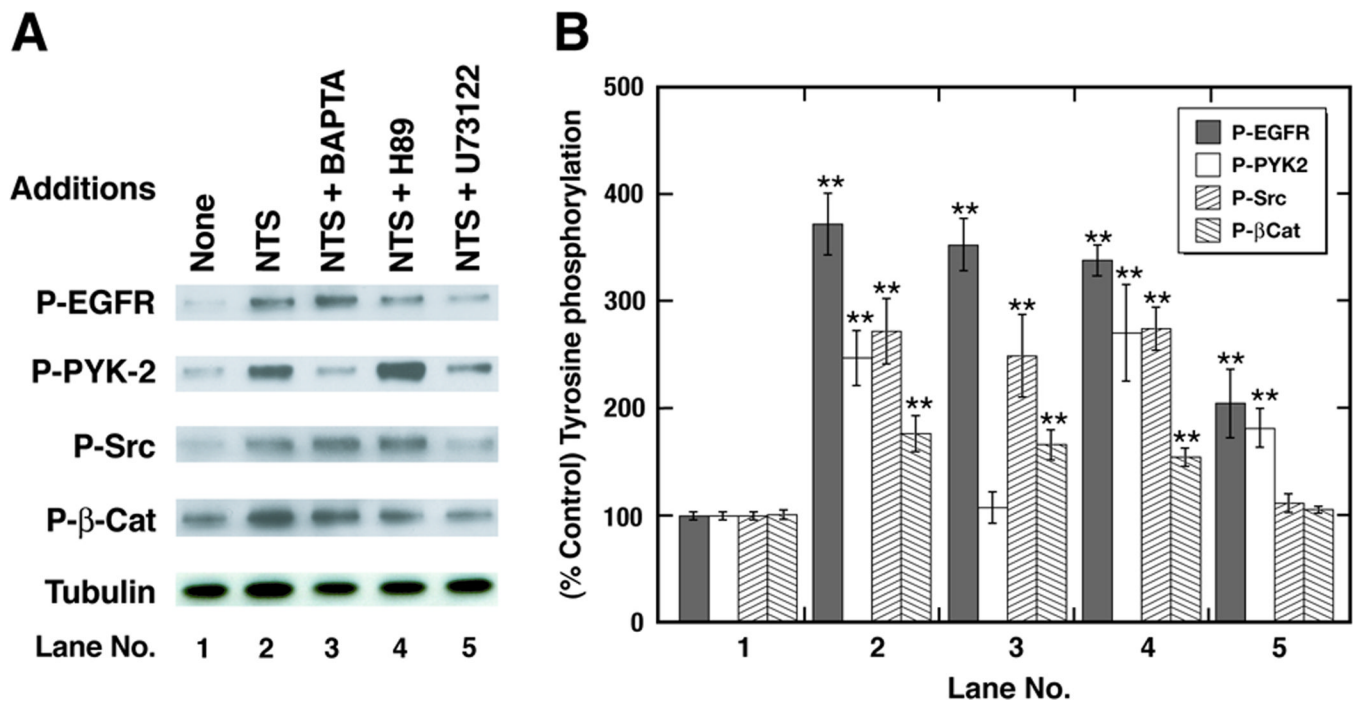 A
Additions
None
NTS
NTS + BAPTA
NTS + H89
NTS + U73122
P-EGFR
P-PYK-2
P-Src
P-β-Cat
Tubulin
Lane No. 1 2 3 4 5
B
(% Control) Tyrosine phosphorylation
500
400
300
200
100
0
** ** ** **
** ** **
** ** ** **
** **
P-EGFR
P-PYK2
P-Src
P-βCat
1 2 3 4 5
Lane No.